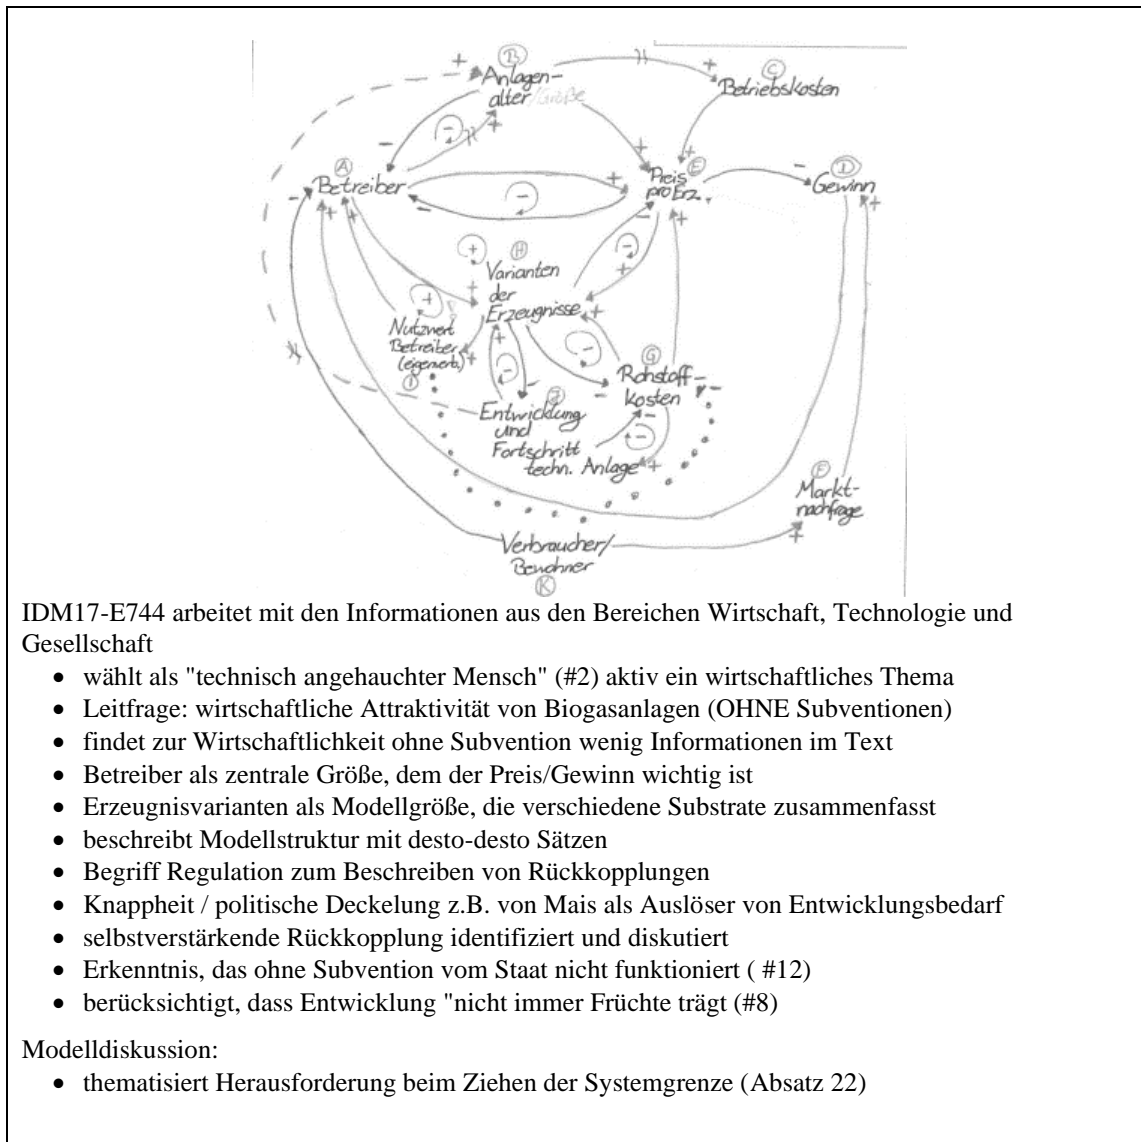 B
+ Anlagen-
alter/Größe
+
C
Betriebskosten
A
Betreiber
E
Preis
pro Erz.
D
Gewinn
H
Varianten
der
Erzeugnisse
Nutzwert
Betreiber
(eigenverb.)
I
G
Rohstoff-
kosten
J
Entwicklung
und
Fortschritt
techn. Anlage
F
Markt-
nachfrage
Verbraucher/
Bewohner
K
IDM17-E744 arbeitet mit den Informationen aus den Bereichen Wirtschaft, Technologie und
Gesellschaft
• wählt als "technisch angehauchter Mensch" (#2) aktiv ein wirtschaftliches Thema
• Leitfrage: wirtschaftliche Attraktivität von Biogasanlagen (OHNE Subventionen)
• findet zur Wirtschaftlichkeit ohne Subvention wenig Informationen im Text
• Betreiber als zentrale Größe, dem der Preis/Gewinn wichtig ist
• Erzeugnisvarianten als Modellgröße, die verschiedene Substrate zusammenfasst
• beschreibt Modellstruktur mit desto-desto Sätzen
• Begriff Regulation zum Beschreiben von Rückkopplungen
• Knappheit / politische Deckelung z.B. von Mais als Auslöser von Entwicklungsbedarf
• selbstverstärkende Rückkopplung identifiziert und diskutiert
• Erkenntnis, das ohne Subvention vom Staat nicht funktioniert ( #12)
• berücksichtigt, dass Entwicklung "nicht immer Früchte trägt (#8)
Modelldiskussion:
• thematisiert Herausforderung beim Ziehen der Systemgrenze (Absatz 22)